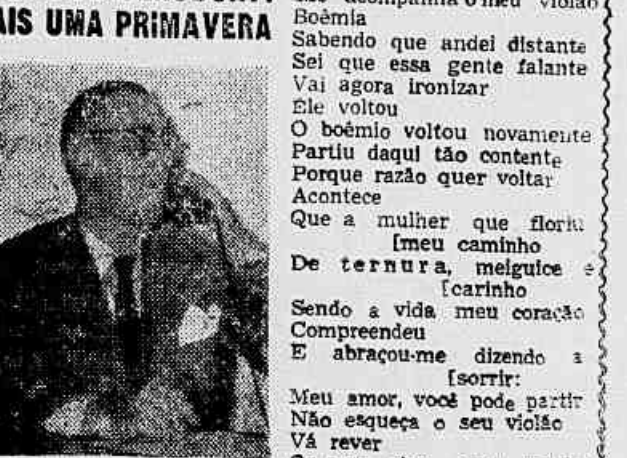 AIS UMA PRIMAVERA
acompanha o meu violão
Boêmia
Sabendo que andei distante
Sei que essa gente falante
Vai agora ironizar
Ele voltou
O boêmio voltou novamente
Partiu daqui tão contente
Porque razão quer voltar
Acontece
Que a mulher que floriu
[meu caminho
De ternura, meiguice e
[carinho
Sendo a vida meu coração
Compreendeu
E abraçou-me dizendo a
[sorrir:
Meu amor, você pode partir
Não esqueça o seu violão
Vá rever